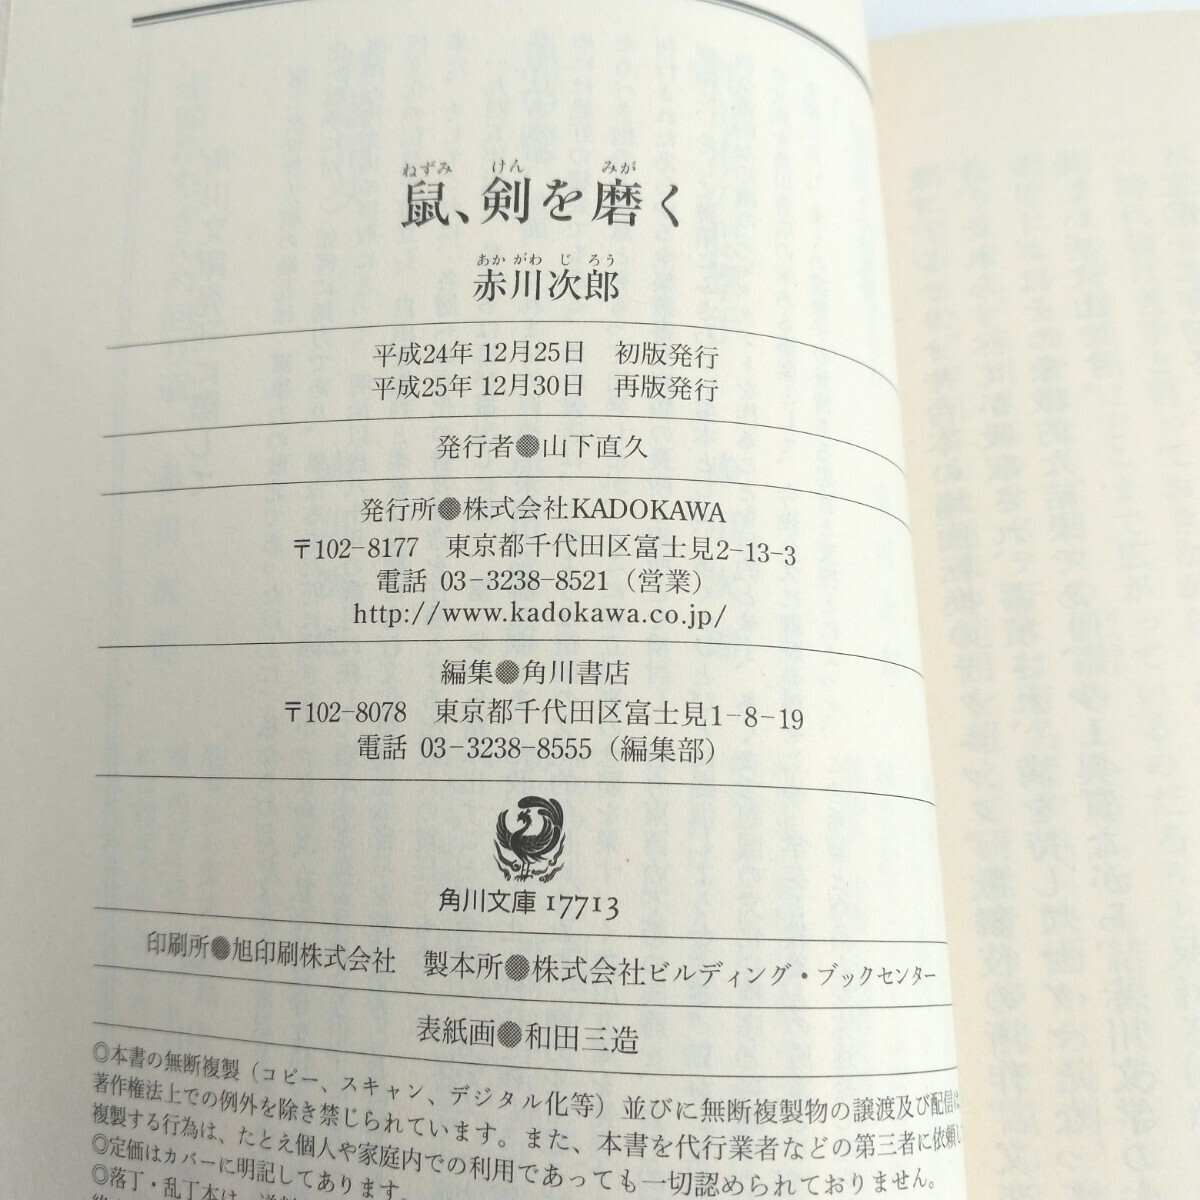 ねずみ けん みが
鼠、剣を磨く
あかがわじろう
赤川次郎
平成24年12月25日 初版発行
平成25年12月30日 再版発行
発行者●山下直久
発行所●株式会社KADOKAWA
〒102-8177 東京都千代田区富士見2-13-3
電話 03-3238-8521（営業）
http://www.kadokawa.co.jp/
編集●角川書店
〒102-8078 東京都千代田区富士見1-8-19
電話 03-3238-8555（編集部）
角川文庫 17713
印刷所●旭印刷株式会社 製本所●株式会社ビルディング・ブックセンター
表紙画●和田三造
◎本書の無断複製（コピー、スキャン、デジタル化等）並びに無断複製物の譲渡及び配信は、
著作権法上での例外を除き禁じられています。また、本書を代行業者などの第三者に依頼し
複製する行為は、たとえ個人や家庭内での利用であっても一切認められておりません。
◎定価はカバーに明記してあります。
◎落丁・乱丁本は、送料